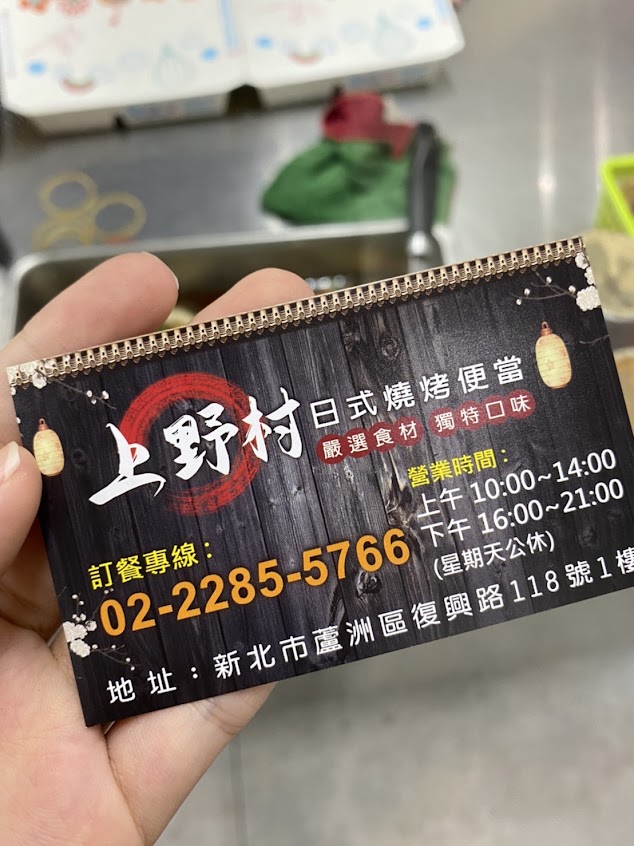 上野村
日式燒烤便當
嚴選食材 獨特口味
營業時間：
上午 10:00~14:00
下午 16:00~21:00
(星期天公休)
訂餐專線：
02-2285-5766
地址：新北市蘆洲區復興路118號1樓